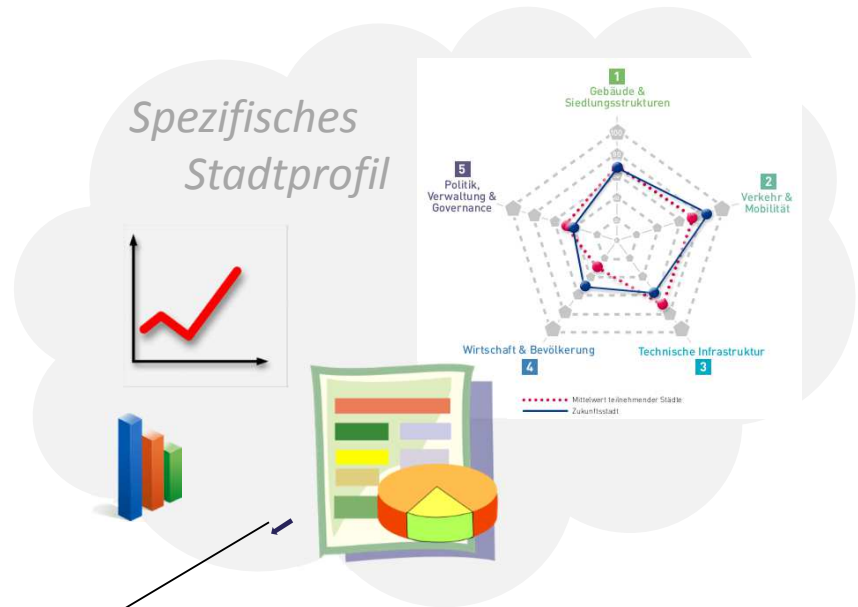 Spezifisches
Stadtprofil
1
Gebäude &
Siedlungsstrukturen
100
5
Politik,
Verwaltung &
Governance
2
Verkehr &
Mobilität
Wirtschaft & Bevölkerung
4
Technische Infrastruktur
3
Mittelwert teilnehmender Städte
Zukunftsstadt